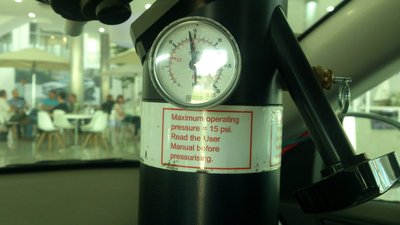 Maximum operating
pressure = 15 psi.
Read the User
Manual before
pressurising.